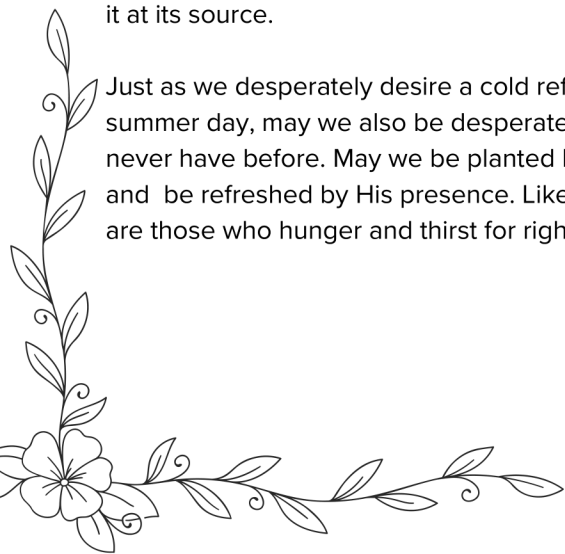 it at its source.
Just as we desperately desire a cold ref
summer day, may we also be desperate
never have before. May we be planted
and be refreshed by His presence. Like
are those who hunger and thirst for righ